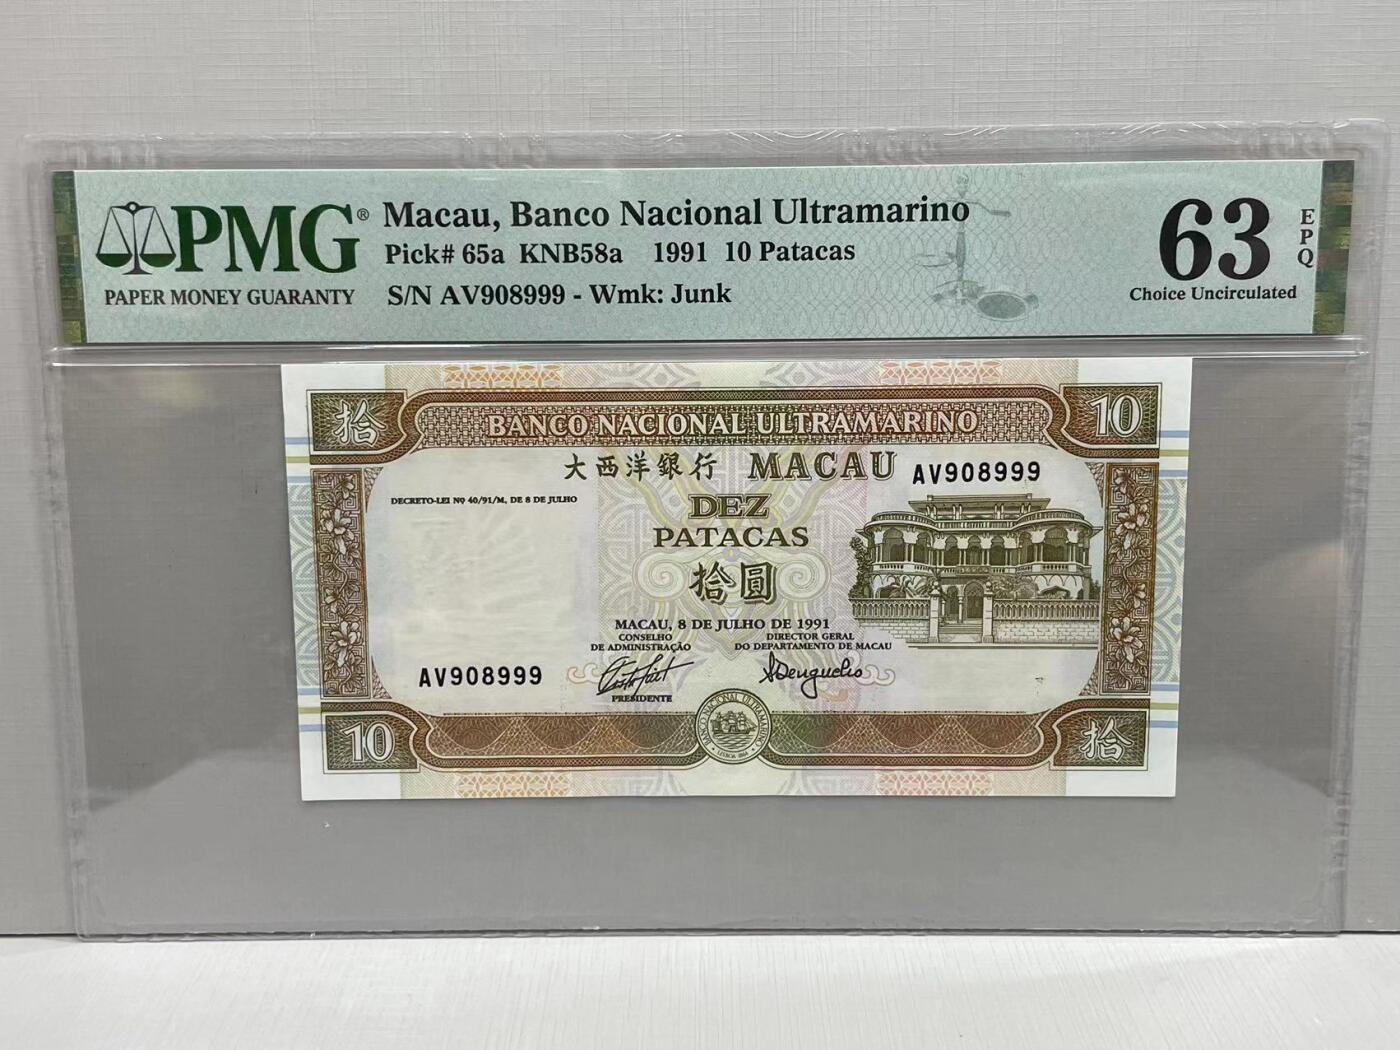 PMG®
PAPER MONEY GUARANTY
Macau, Banco Nacional Ultramarino
Pick# 65a KNB58a 1991 10 Patacas
S/N AV908999 - Wmk: Junk
63
EPQ
Choice Uncirculated
拾
BANCO NACIONAL ULTRAMARINO
10
大西洋銀行 MACAU AV908999
DECRETO-LEI Nº 40/91/M, DE 8 DE JULHO
DEZ
PATACAS
拾圓
MACAU, 8 DE JULHO DE 1991
CONSELHO
DE ADMINISTRAÇÃO
DIRECTOR GERAL
DO DEPARTAMENTO DE MACAU
AV908999
PRESIDENTE
BANCO NACIONAL ULTRAMARINO
10
拾